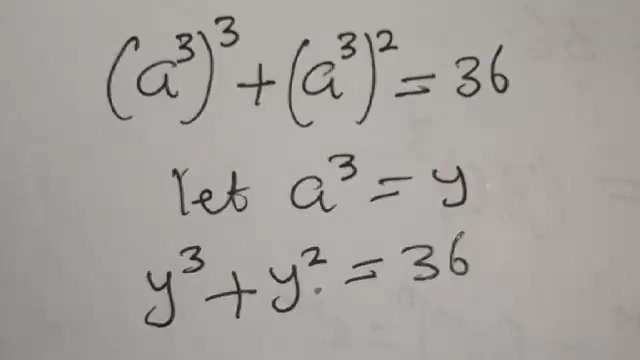 (a³)³ + (a³)² = 36
let a³ = y
y³ + y² = 36